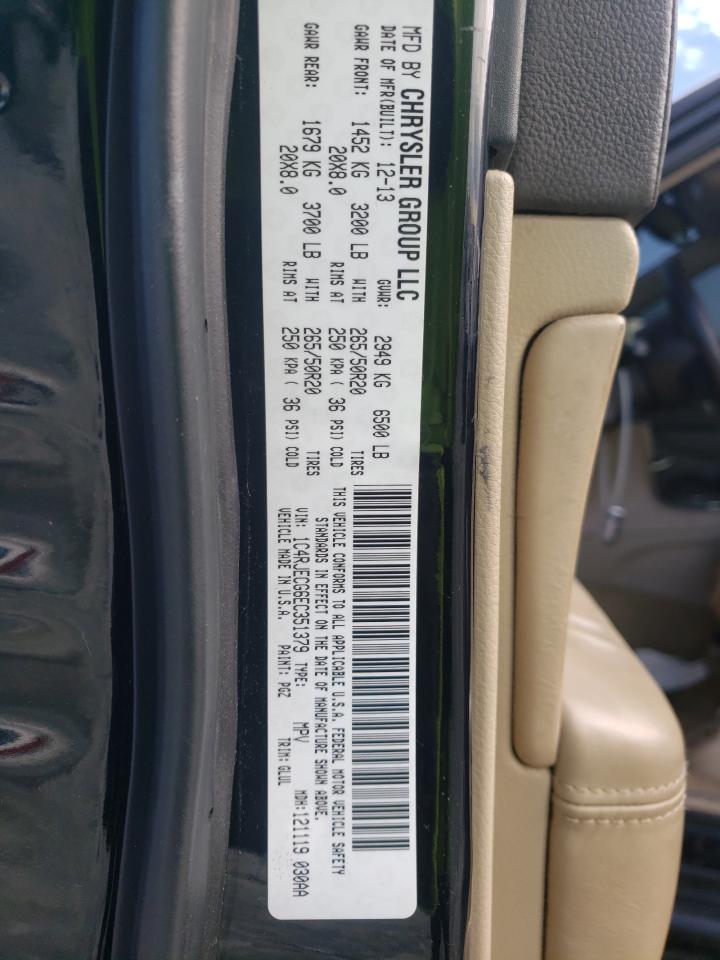 MFD BY CHRYSLER GROUP LLC
DATE OF MFR(BUILT): 12-13 GVWR: 2949 KG 6500 LB
GAWR FRONT: 1452 KG 3200 LB WITH 265/50R20 TIRES
20X8.0 RIMS AT 250 KPA ( 36 PSI) COLD
GAWR REAR: 1679 KG 3700 LB WITH 265/50R20 TIRES
20X8.0 RIMS AT 250 KPA ( 36 PSI) COLD
THIS VEHICLE CONFORMS TO ALL APPLICABLE U.S.A. FEDERAL MOTOR VEHICLE SAFETY
STANDARDS IN EFFECT ON THE DATE OF MANUFACTURE SHOWN ABOVE.
VIN: 1C4RJECG6EC351379 TYPE: MPV MDH:121119 030AA
VEHICLE MADE IN U.S.A. PAINT: PGZ TRIM:GLUL